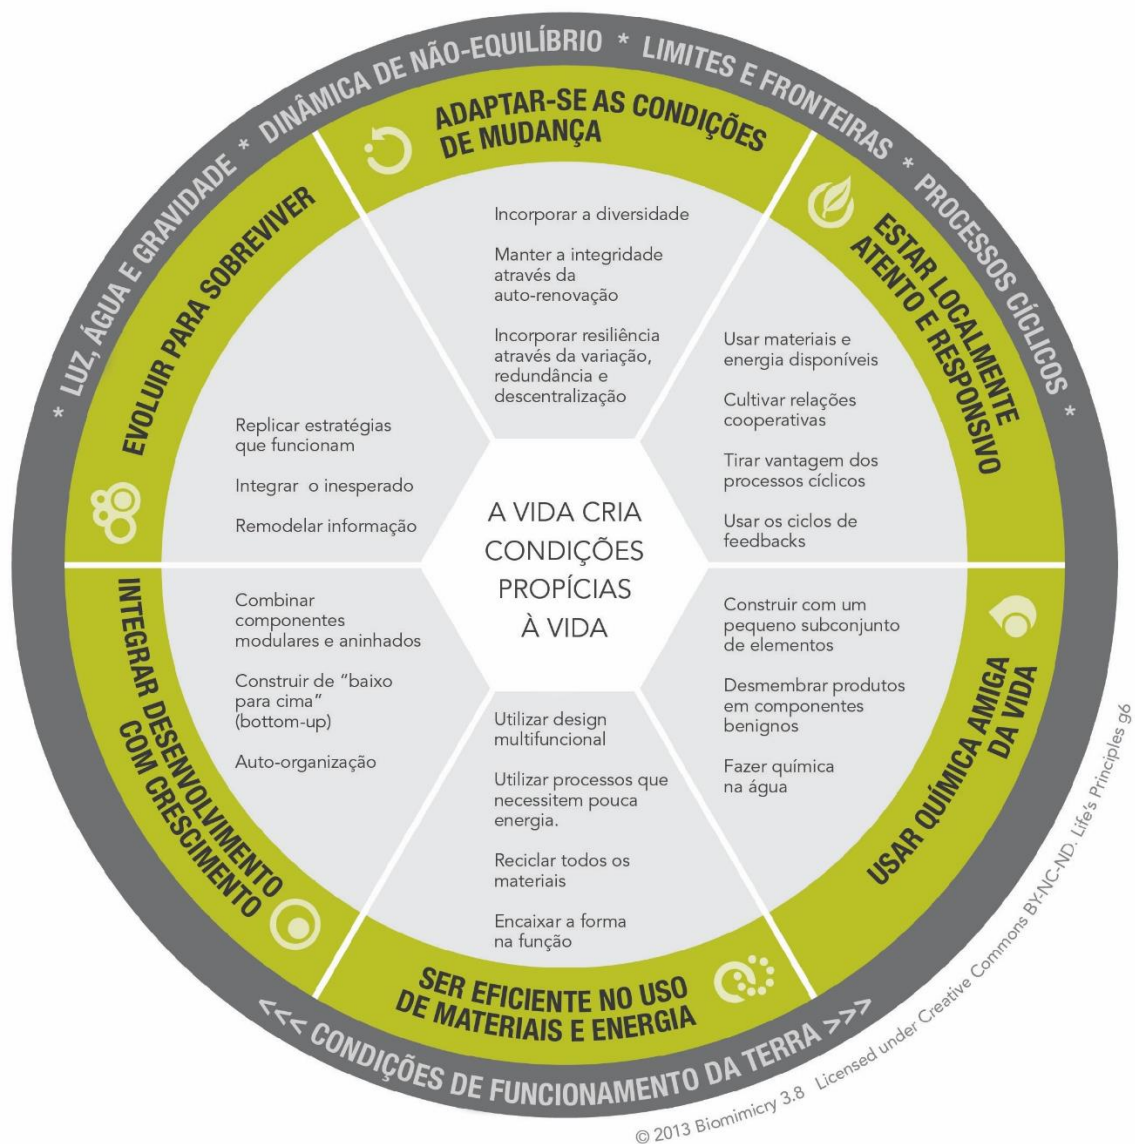 * LUZ, ÁGUA E GRAVIDADE * DINÂMICA DE NÃO-EQUILÍBRIO * LIMITES E FRONTEIRAS * PROCESSOS CÍCLICOS *
ADAPTAR-SE AS CONDIÇÕES
DE MUDANÇA
Incorporar a diversidade
Manter a integridade
através da
auto-renovação
Incorporar resiliência
através da variação,
redundância e
descentralização
ESTAR LOCALMENTE
ATENTO E RESPONSIVO
Usar materiais e
energia disponíveis
Cultivar relações
cooperativas
Tirar vantagem dos
processos cíclicos
Usar os ciclos de
feedbacks
USAR QUÍMICA AMIGA
DA VIDA
Construir com um
pequeno subconjunto
de elementos
Desmembrar produtos
em componentes
benignos
Fazer química
na água
SER EFICIENTE NO USO
DE MATERIAIS E ENERGIA
Utilizar design
multifuncional
Utilizar processos que
necessitem pouca
energia.
Reciclar todos os
materiais
Encaixar a forma
na função
INTEGRAR DESENVOLVIMENTO
COM CRESCIMENTO
Combinar
componentes
modulares e aninhados
Construir de “baixo
para cima”
(bottom-up)
Auto-organização
EVOLUIR PARA SOBREVIVER
Replicar estratégias
que funcionam
Integrar o inesperado
Remodelar informação
A VIDA CRIA
CONDIÇÕES
PROPÍCIAS
À VIDA
<<< CONDIÇÕES DE FUNCIONAMENTO DA TERRA >>>
© 2013 Biomimicry 3.8 Licensed under Creative Commons BY-NC-ND. Life's Principles g6